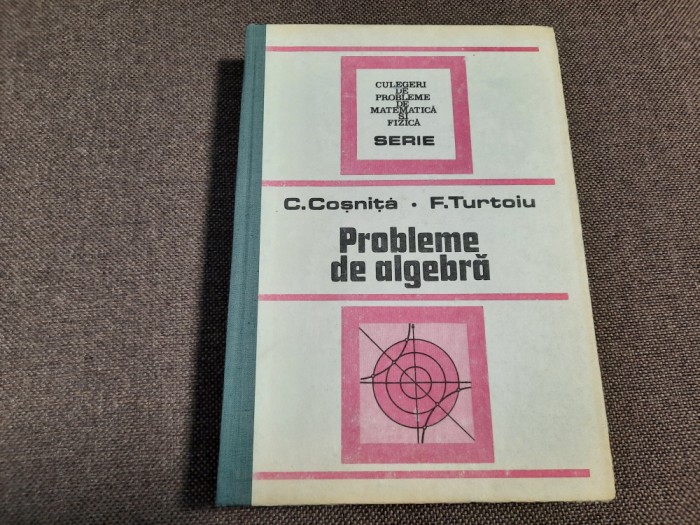 CULEGERI
DE
PROBLEME
DE
MATEMATICĂ
ȘI
FIZICĂ
SERIE
C.Coșniță · F.Turtoiu
Probleme
de algebră